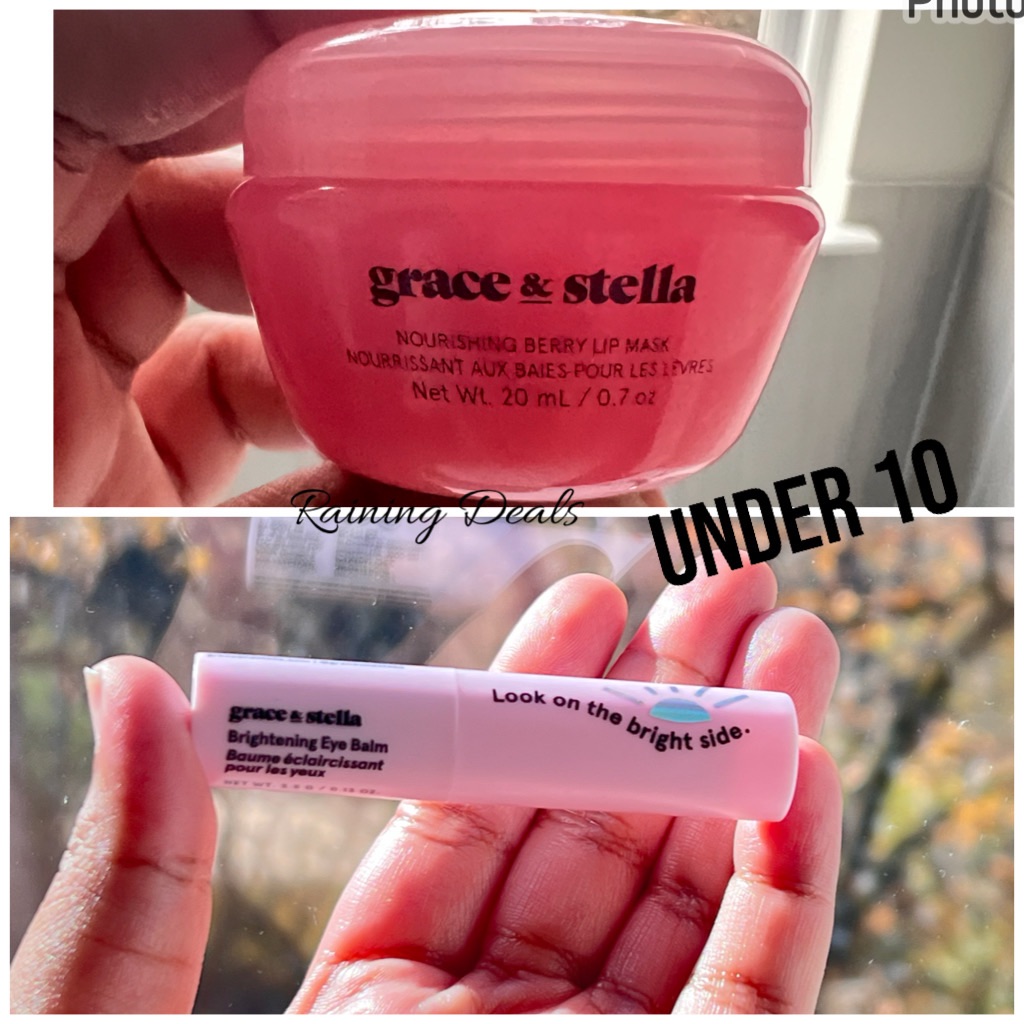 Photo
grace & stella
NOURISHING BERRY LIP MASK
NOURRISSANT AUX BAIES POUR LES LÈVRES
Net Wt. 20 mL / 0.7 oz
Raining Deals
UNDER 10
grace & stella
Brightening Eye Balm
Baume éclaircissant
pour les yeux
Look on the bright side.